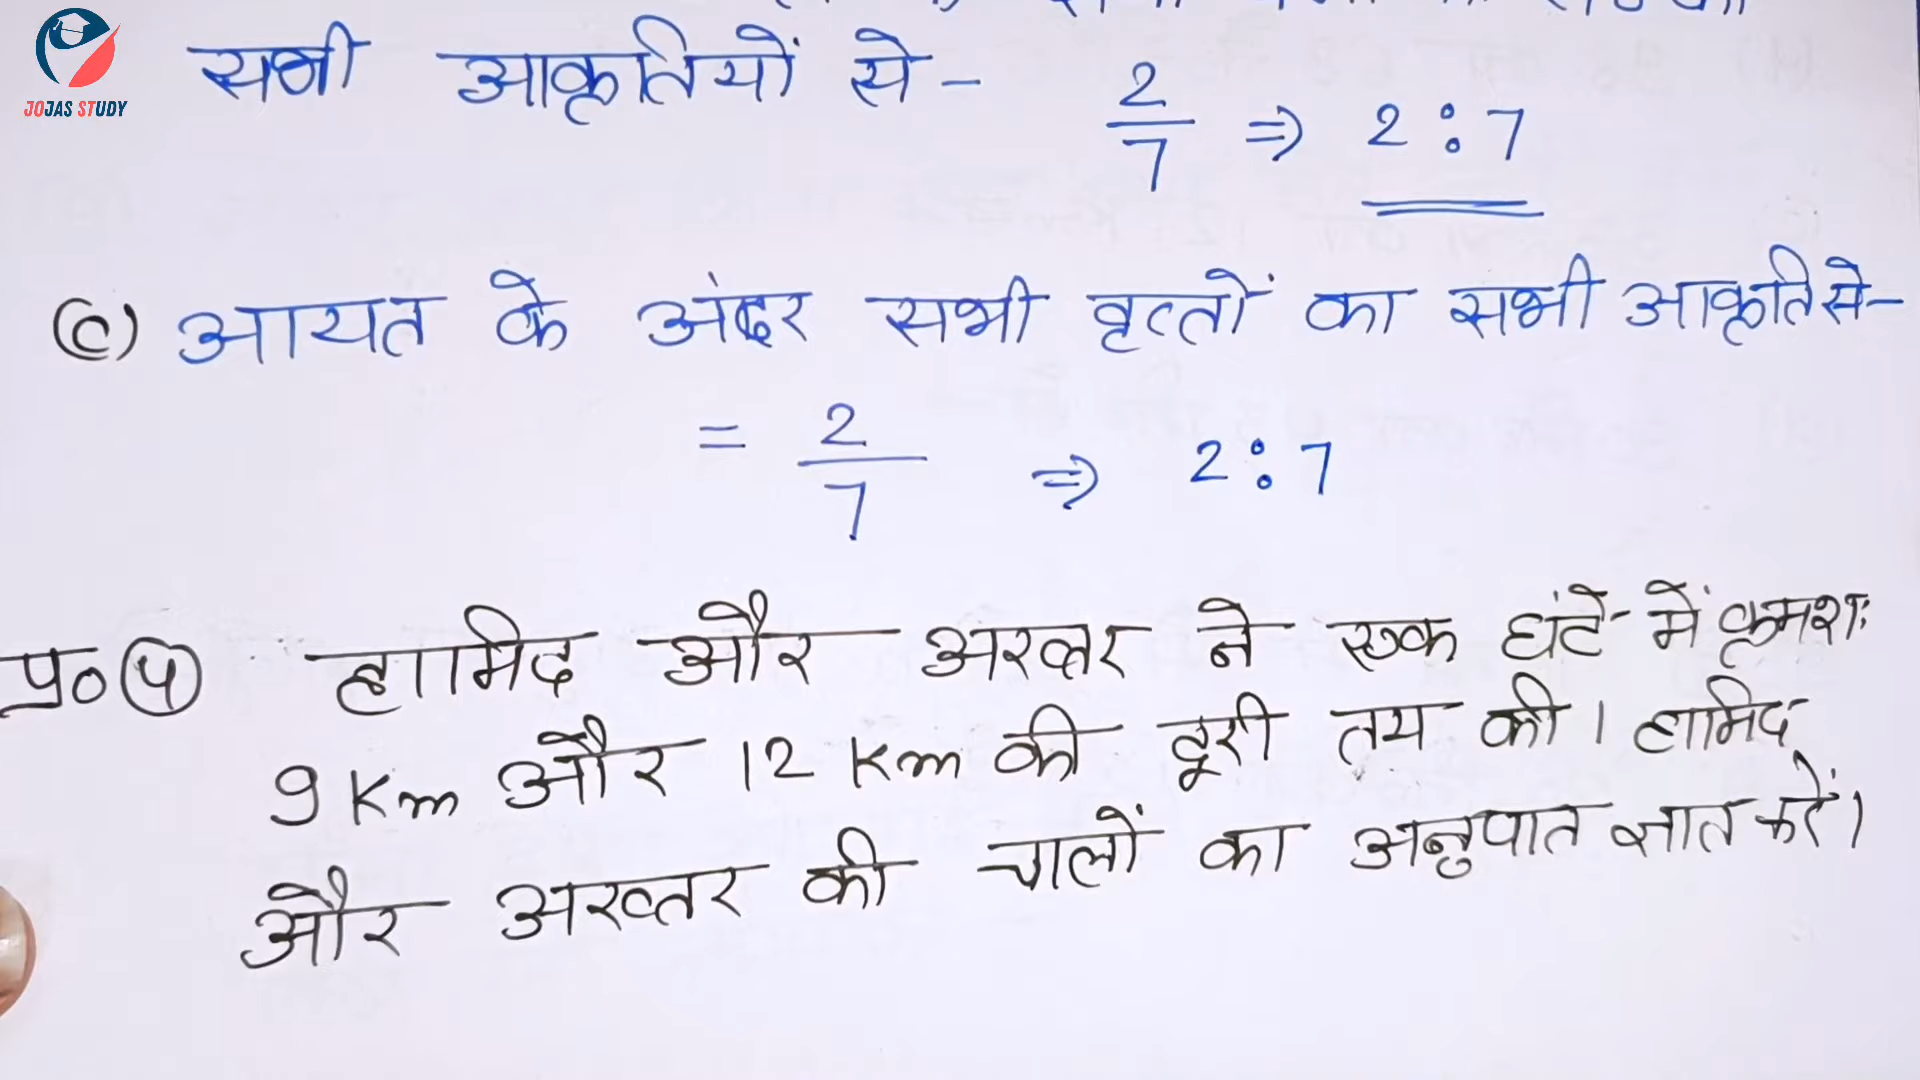 JOJAS STUDY
सभी आकृतियों से - 2/7 ⇒ 2 : 7
(C) आयत के अंदर सभी वृत्तों का सभी आकृति से -
= 2/7 ⇒ 2 : 7
प्र० ४ हामिद और अख्तर ने एक घंटे में क्रमशः
9 Km और 12 Km की दूरी तय की। हामिद
और अख्तर की चालों का अनुपात ज्ञात करें।